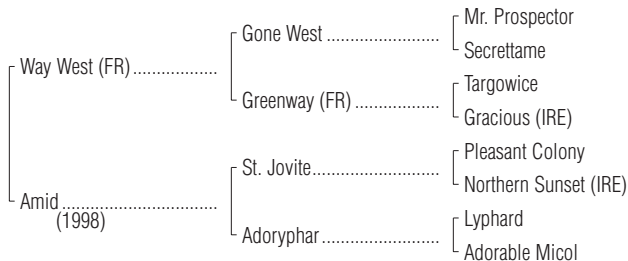 Mr. Prospector
Gone West
Secrettame
Way West (FR)
Targowice
Greenway (FR)
Gracious (IRE)
Pleasant Colony
St. Jovite
Northern Sunset (IRE)
Amid
(1998)
Lyphard
Adoryphar
Adorable Micol